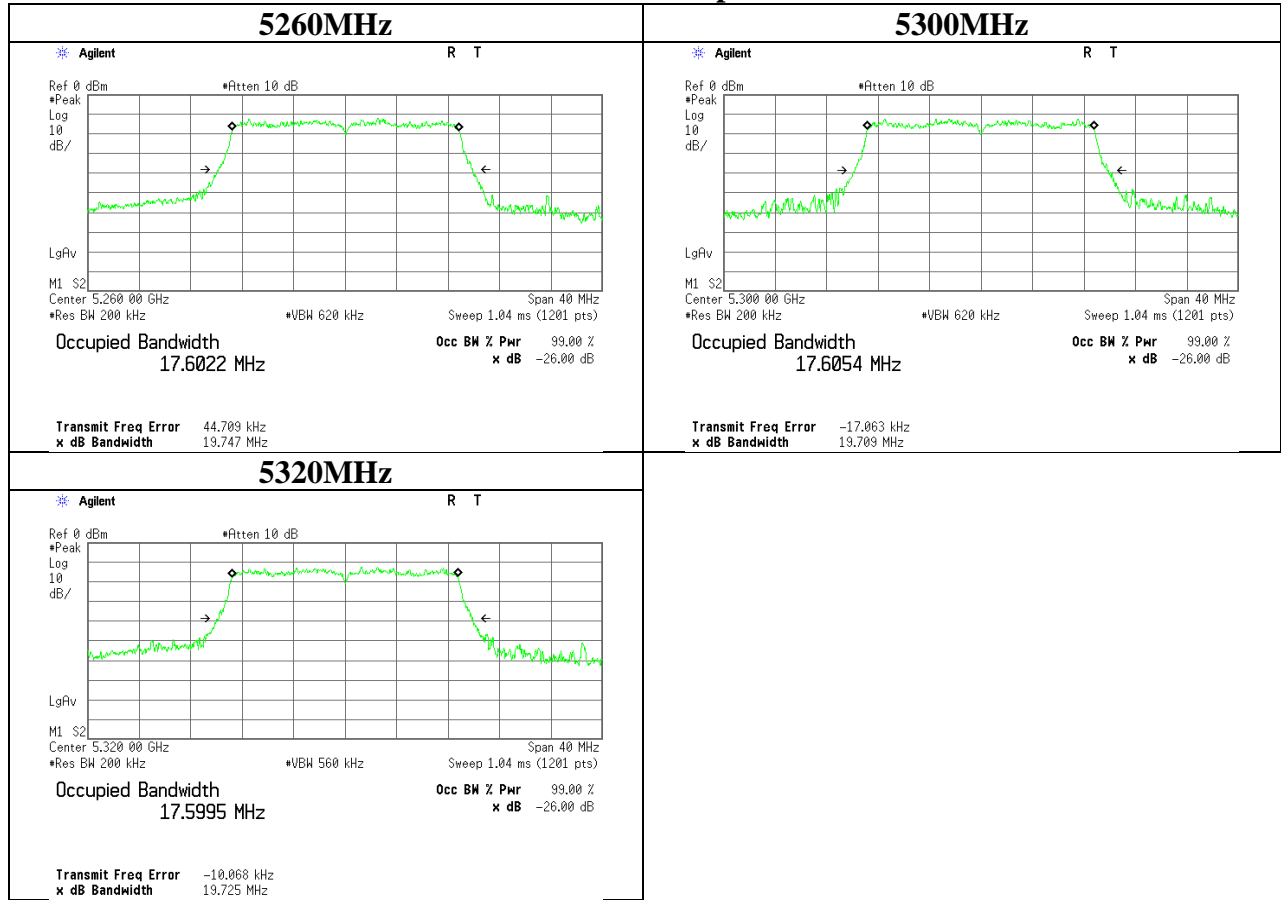 5260MHz
Agilent R T
Ref 0 dBm #Atten 10 dB
#Peak
Log
10
dB/
LgAv
M1 S2
Center 5.260 00 GHz Span 40 MHz
#Res BW 200 kHz #VBW 620 kHz Sweep 1.04 ms (1201 pts)
Occupied Bandwidth Occ BW % Pwr 99.00 %
17.6022 MHz x dB -26.00 dB
Transmit Freq Error 44.709 kHz
x dB Bandwidth 19.747 MHz
5300MHz
Agilent R T
Ref 0 dBm #Atten 10 dB
#Peak
Log
10
dB/
LgAv
M1 S2
Center 5.300 00 GHz Span 40 MHz
#Res BW 200 kHz #VBW 620 kHz Sweep 1.04 ms (1201 pts)
Occupied Bandwidth Occ BW % Pwr 99.00 %
17.6054 MHz x dB -26.00 dB
Transmit Freq Error -17.063 kHz
x dB Bandwidth 19.709 MHz
5320MHz
Agilent R T
Ref 0 dBm #Atten 10 dB
#Peak
Log
10
dB/
LgAv
M1 S2
Center 5.320 00 GHz Span 40 MHz
#Res BW 200 kHz #VBW 560 kHz Sweep 1.04 ms (1201 pts)
Occupied Bandwidth Occ BW % Pwr 99.00 %
17.5995 MHz x dB -26.00 dB
Transmit Freq Error -10.068 kHz
x dB Bandwidth 19.725 MHz